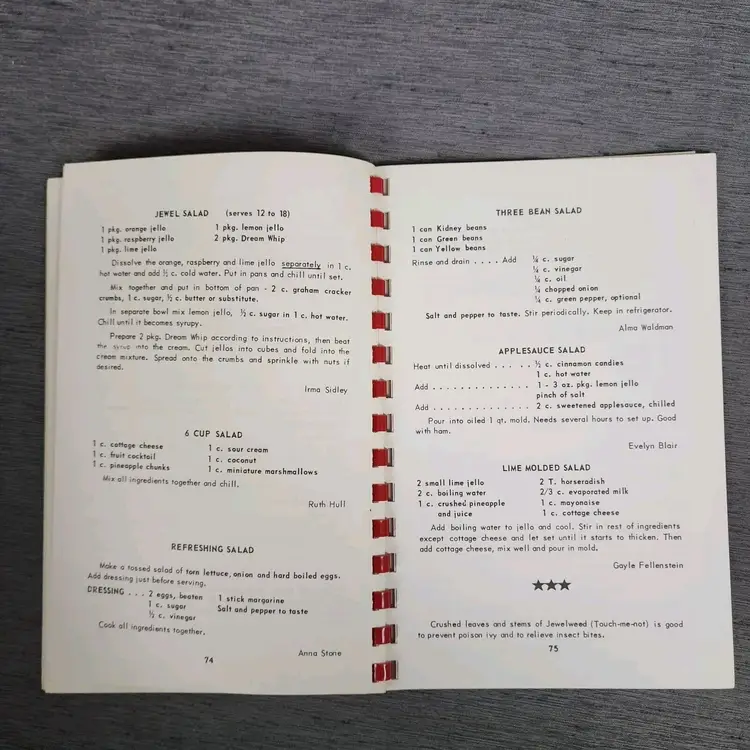 JEWEL SALAD (serves 12 to 18)
1 pkg. orange jello 1 pkg. lemon jello
1 pkg. raspberry jello 2 pkg. Dream Whip
1 pkg. lime jello
Dissolve the orange, raspberry and lime jello separately in 1 c.
hot water and add ½ c. cold water. Put in pans and chill until set.
Mix together and put in bottom of pan - 2 c. graham cracker
crumbs, 1 c. sugar, ½ c. butter or substitute.
In separate bowl mix lemon jello, ½ c. sugar in 1 c. hot water.
Chill until it becomes syrupy.
Prepare 2 pkg. Dream Whip according to instructions, then beat
the syrup into the cream. Cut jellos into cubes and fold into the
cream mixture. Spread onto the crumbs and sprinkle with nuts if
desired.
Irma Sidley
6 CUP SALAD
1 c. cottage cheese 1 c. sour cream
1 c. fruit cocktail 1 c. coconut
1 c. pineapple chunks 1 c. miniature marshmallows
Mix all ingredients together and chill.
Ruth Hull
REFRESHING SALAD
Make a tossed salad of torn lettuce, onion and hard boiled eggs.
Add dressing just before serving.
DRESSING . . . 2 eggs, beaten 1 stick margarine
1 c. sugar Salt and pepper to taste
½ c. vinegar
Cook all ingredients together.
Anna Stone
74
THREE BEAN SALAD
1 can Kidney beans
1 can Green beans
1 can Yellow beans
Rinse and drain . . . . Add ¼ c. sugar
¼ c. vinegar
¼ c. oil
¼ chopped onion
¼ c. green pepper, optional
Salt and pepper to taste. Stir periodically. Keep in refrigerator.
Alma Waldman
APPLESAUCE SALAD
Heat until dissolved . . . . . ½ c. cinnamon candies
1 c. hot water
Add . . . . . . . . . . . . . . 1 - 3 oz. pkg. lemon jello
pinch of salt
Add . . . . . . . . . . . . . . 2 c. sweetened applesauce, chilled
Pour into oiled 1 qt. mold. Needs several hours to set up. Good
with ham.
Evelyn Blair
LIME MOLDED SALAD
2 small lime jello 2 T. horseradish
2 c. boiling water 2/3 c. evaporated milk
1 c. crushed pineapple 1 c. mayonaise
and juice 1 c. cottage cheese
Add boiling water to jello and cool. Stir in rest of ingredients
except cottage cheese and let set until it starts to thicken. Then
add cottage cheese, mix well and pour in mold.
Gayle Fellenstein
★★★
Crushed leaves and stems of Jewelweed (Touch-me-not) is good
to prevent poison ivy and to relieve insect bites.
75